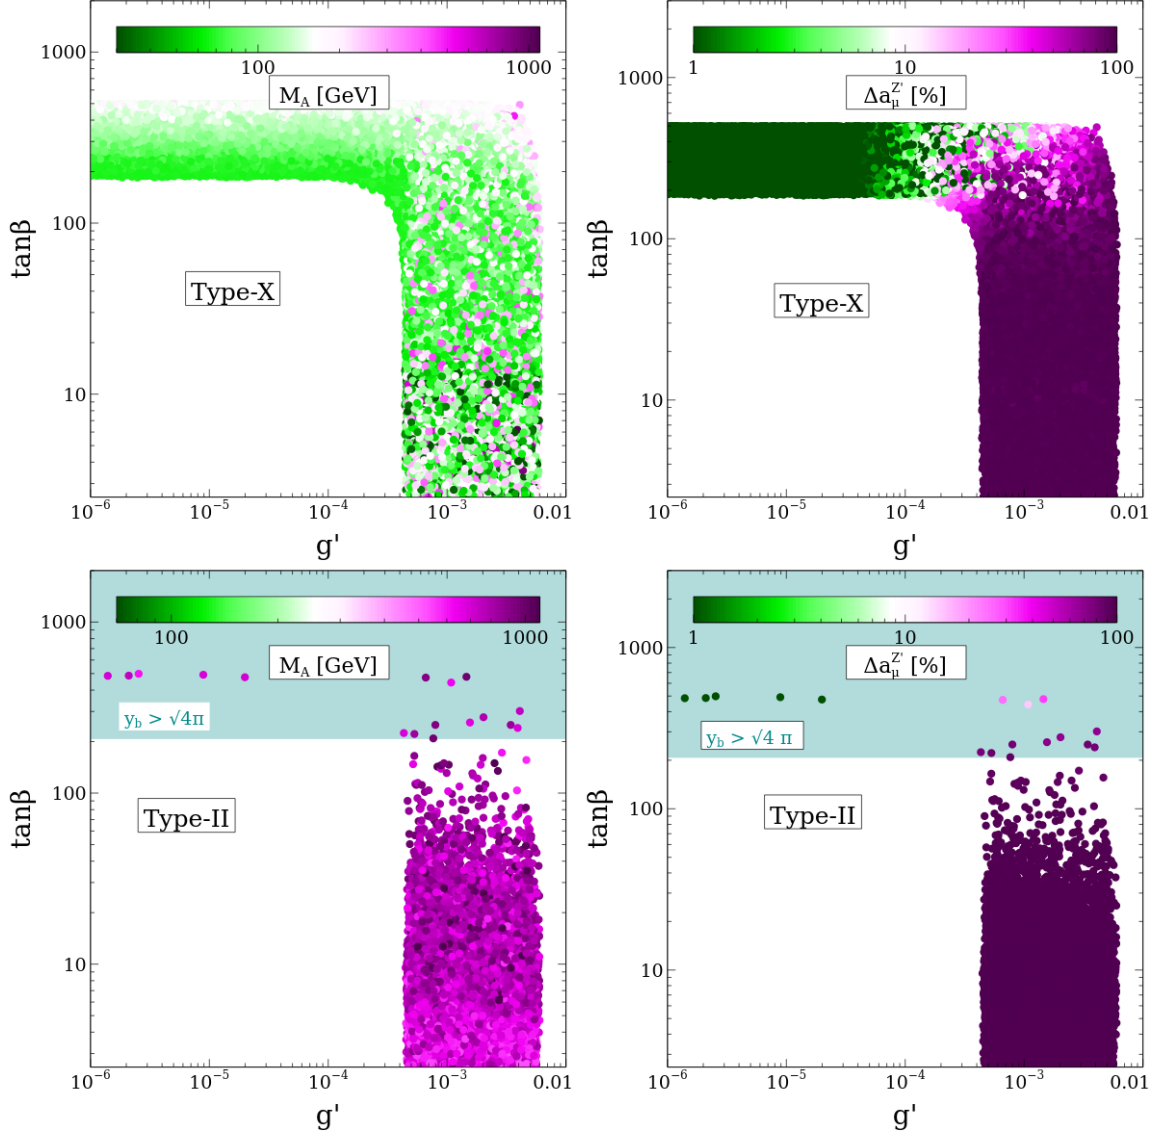 1000
100
10
tanβ
100 1000
M_A [GeV]
Type-X
10⁻⁶ 10⁻⁵ 10⁻⁴ 10⁻³ 0.01
g'
1000
100
10
tanβ
1 10 100
Δa_μ^Z' [%]
Type-X
10⁻⁶ 10⁻⁵ 10⁻⁴ 10⁻³ 0.01
g'
1000
100
10
tanβ
100 1000
M_A [GeV]
y_b > √4π
Type-II
10⁻⁶ 10⁻⁵ 10⁻⁴ 10⁻³ 0.01
g'
1000
100
10
tanβ
1 10 100
Δa_μ^Z' [%]
y_b > √4 π
Type-II
10⁻⁶ 10⁻⁵ 10⁻⁴ 10⁻³ 0.01
g'